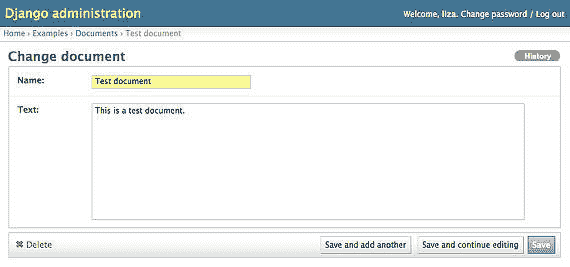 Django administration
Welcome, liza. Change password / Log out
Home › Examples › Documents › Test document
Change document
History
Name:
Test document
Text:
This is a test document.
✖ Delete
Save and add another
Save and continue editing
Save